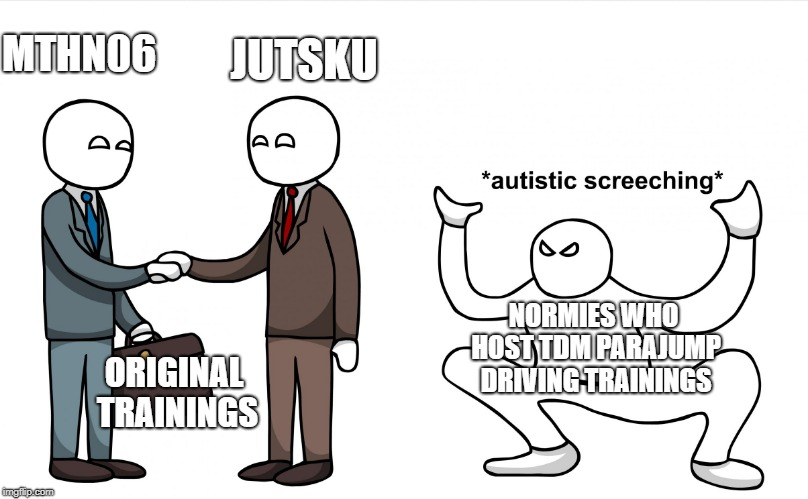 MTHN06
JUTSKU
*autistic screeching*
NORMIES WHO
HOST TDM PARAJUMP
DRIVING TRAININGS
ORIGINAL
TRAININGS
imgflip.com